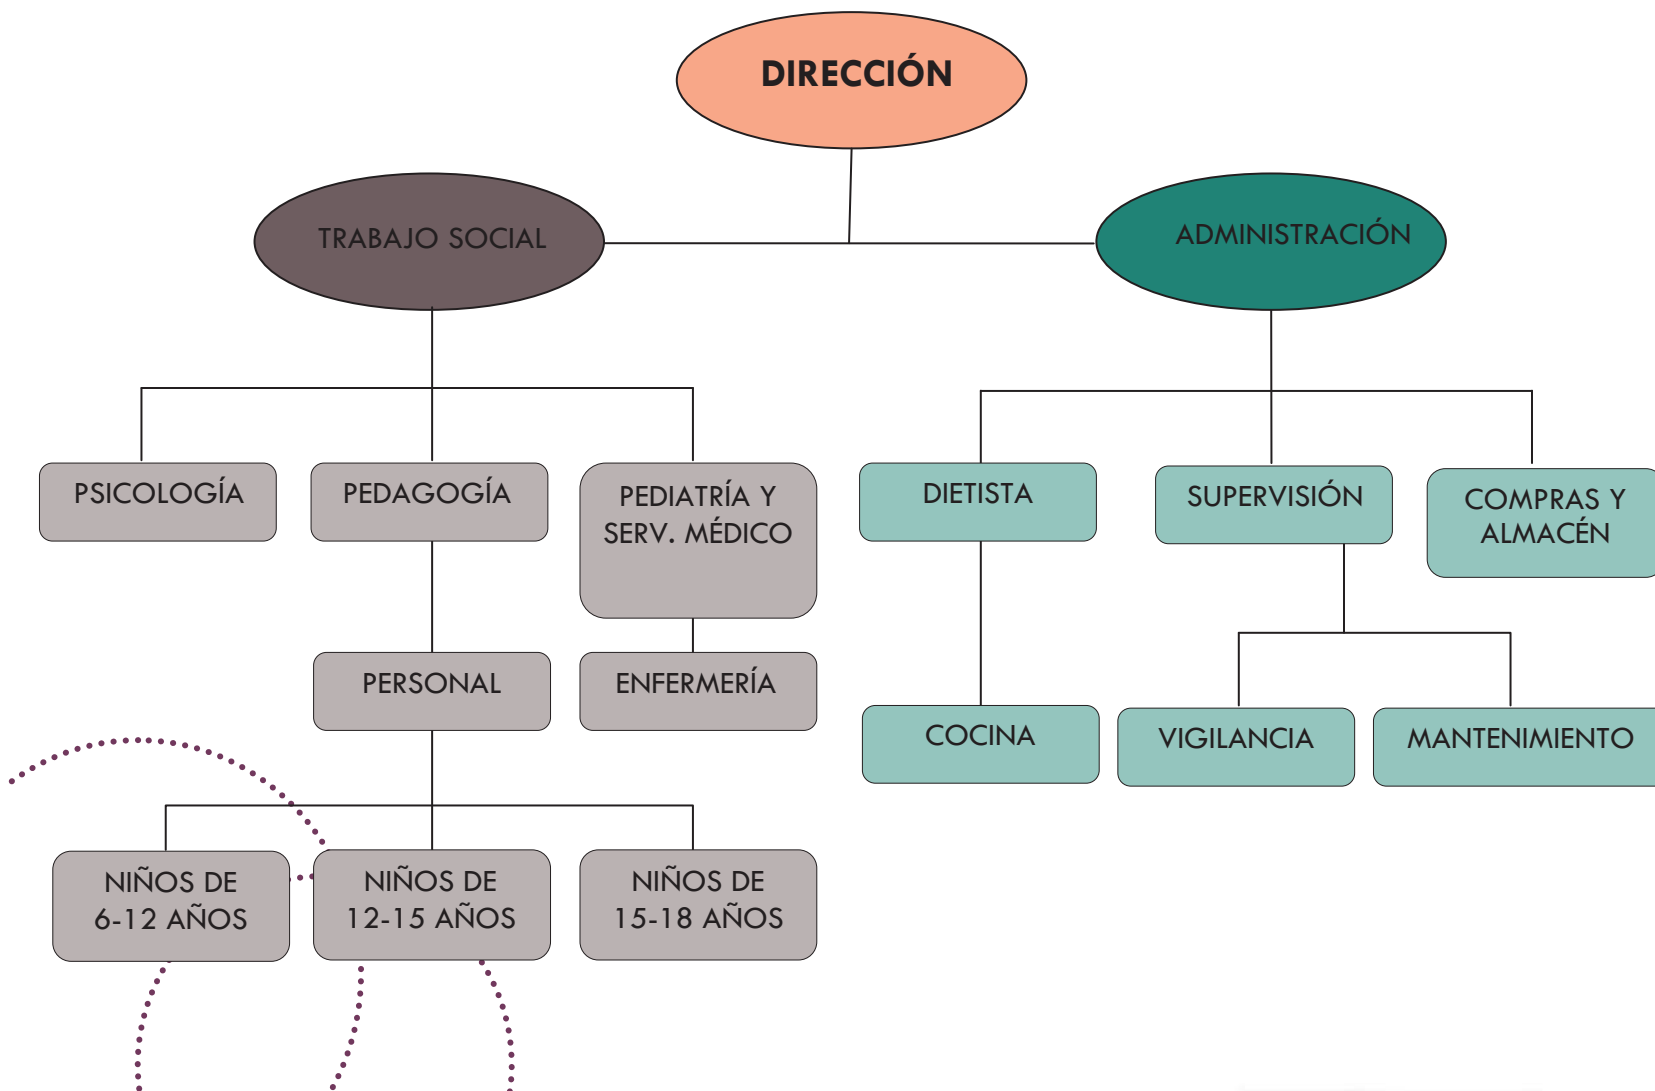 DIRECCIÓN
TRABAJO SOCIAL
ADMINISTRACIÓN
PSICOLOGÍA
PEDAGOGÍA
PEDIATRÍA Y
SERV. MÉDICO
DIETISTA
SUPERVISIÓN
COMPRAS Y
ALMACÉN
PERSONAL
ENFERMERÍA
COCINA
VIGILANCIA
MANTENIMIENTO
NIÑOS DE
6-12 AÑOS
NIÑOS DE
12-15 AÑOS
NIÑOS DE
15-18 AÑOS